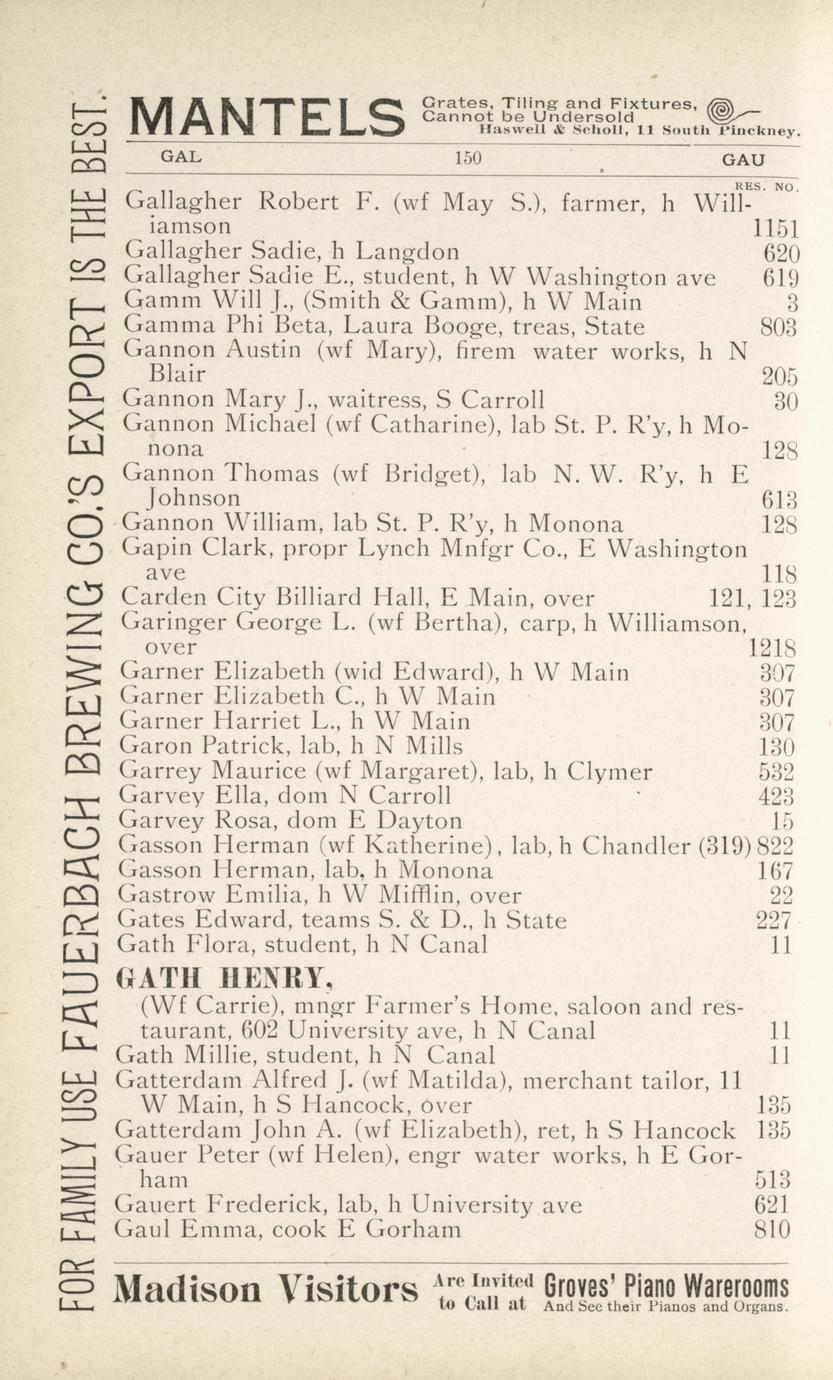 MANTELS
Grates, Tiling and Fixtures,
Cannot be Undersold
Haswell & Scholl, 11 South Pinckney.
GAL 150 GAU
RES. NO.
Gallagher Robert F. (wf May S.), farmer, h Will-
iamson 1151
Gallagher Sadie, h Langdon 620
Gallagher Sadie E., student, h W Washington ave 619
Gamm Will J., (Smith & Gamm), h W Main 3
Gamma Phi Beta, Laura Booge, treas, State 803
Gannon Austin (wf Mary), firem water works, h N
Blair 205
Gannon Mary J., waitress, S Carroll 30
Gannon Michael (wf Catharine), lab St. P. R'y, h Mo-
nona 128
Gannon Thomas (wf Bridget), lab N. W. R'y, h E
Johnson 613
Gannon William, lab St. P. R'y, h Monona 128
Gapin Clark, propr Lynch Mnfgr Co., E Washington
ave 118
Carden City Billiard Hall, E Main, over 121, 123
Garinger George L. (wf Bertha), carp, h Williamson,
over 1218
Garner Elizabeth (wid Edward), h W Main 307
Garner Elizabeth C., h W Main 307
Garner Harriet L., h W Main 307
Garon Patrick, lab, h N Mills 130
Garrey Maurice (wf Margaret), lab, h Clymer 532
Garvey Ella, dom N Carroll 423
Garvey Rosa, dom E Dayton 15
Gasson Herman (wf Katherine), lab, h Chandler (319) 822
Gasson Herman, lab, h Monona 167
Gastrow Emilia, h W Mifflin, over 22
Gates Edward, teams S. & D., h State 227
Gath Flora, student, h N Canal 11
GATH HENRY,
(Wf Carrie), mngr Farmer's Home, saloon and res-
taurant, 602 University ave, h N Canal 11
Gath Millie, student, h N Canal 11
Gatterdam Alfred J. (wf Matilda), merchant tailor, 11
W Main, h S Hancock, over 135
Gatterdam John A. (wf Elizabeth), ret, h S Hancock 135
Gauer Peter (wf Helen), engr water works, h E Gor-
ham 513
Gauert Frederick, lab, h University ave 621
Gaul Emma, cook E Gorham 810
Madison Visitors
Are Invited
to Call at
Groves' Piano Warerooms
And See their Pianos and Organs.
FOR FAMILY USE FAUERBACH BREWING CO.'S EXPORT IS THE BEST.